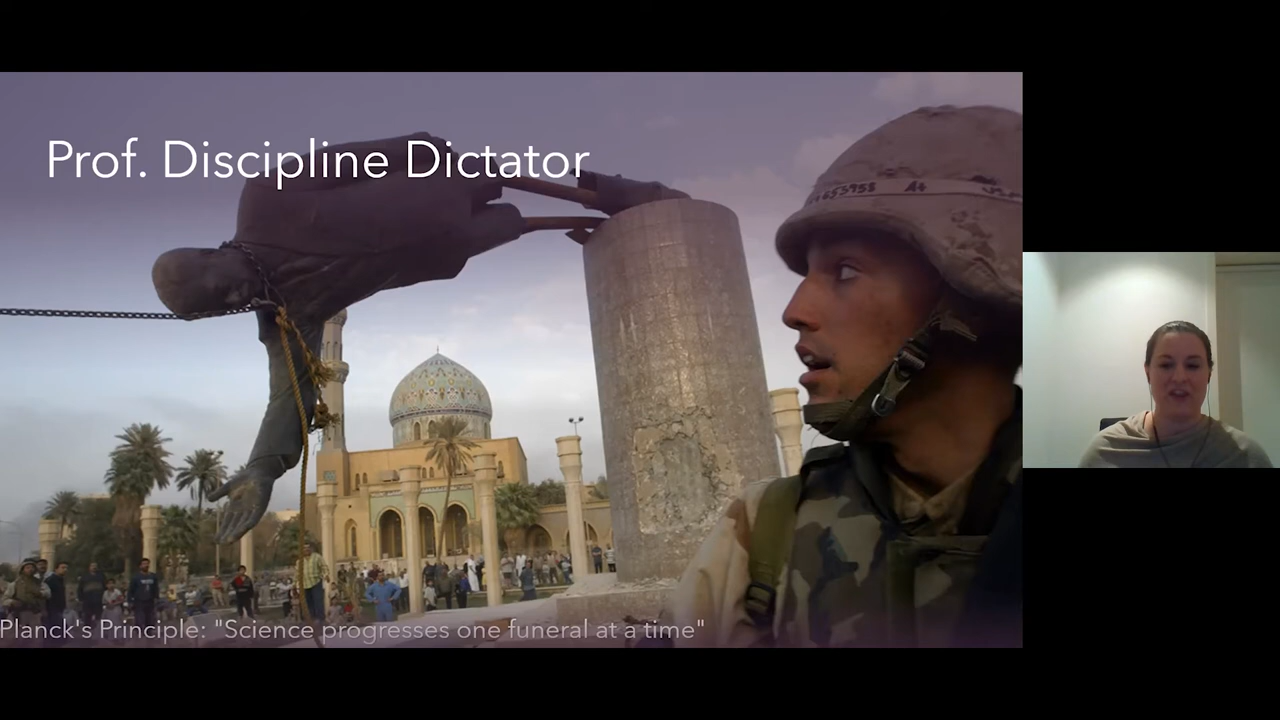 Prof. Discipline Dictator
Planck's Principle: "Science progresses one funeral at a time"